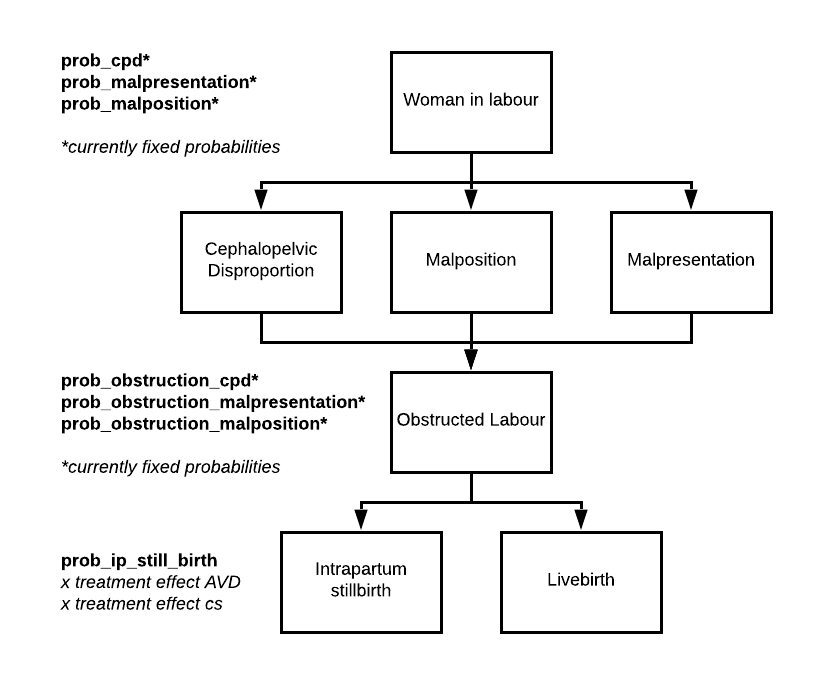 prob_cpd*
prob_malpresentation*
prob_malposition*
*currently fixed probabilities
Woman in labour
Cephalopelvic
Disproportion
Malposition
Malpresentation
prob_obstruction_cpd*
prob_obstruction_malpresentation*
prob_obstruction_malposition*
*currently fixed probabilities
Obstructed Labour
prob_ip_still_birth
x treatment effect AVD
x treatment effect cs
Intrapartum
stillbirth
Livebirth